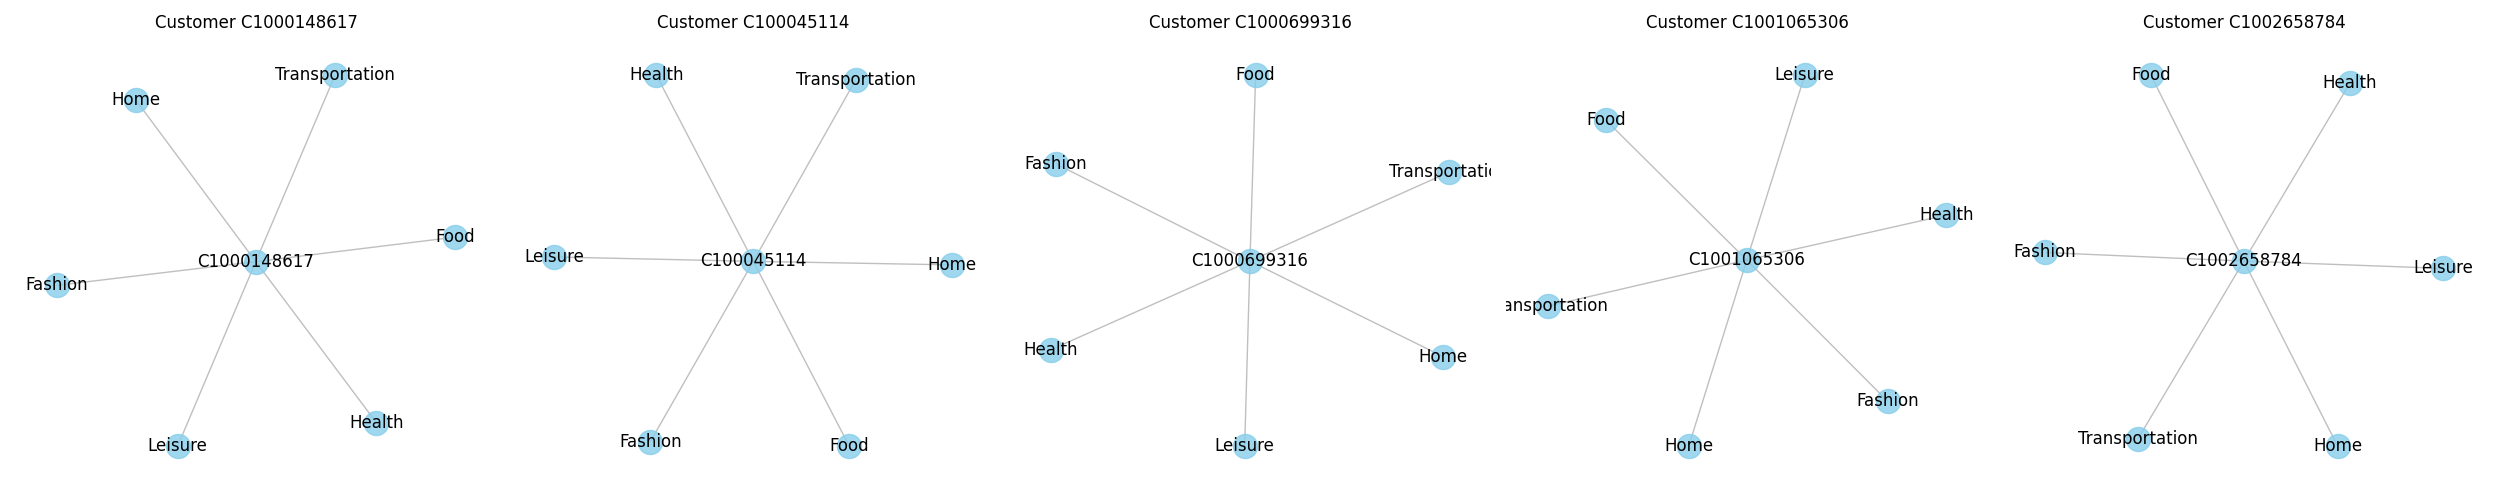 Customer C1000148617
Transportation
Home
Food
C1000148617
Fashion
Health
Leisure
Customer C100045114
Health
Transportation
Leisure
C100045114
Home
Fashion
Food
Customer C1000699316
Food
Fashion
Transportati
C1000699316
Health
Home
Leisure
Customer C1001065306
Leisure
Food
Health
C1001065306
ansportation
Fashion
Home
Customer C1002658784
Food
Health
Fashion
C1002658784
Leisure
Transportation
Home